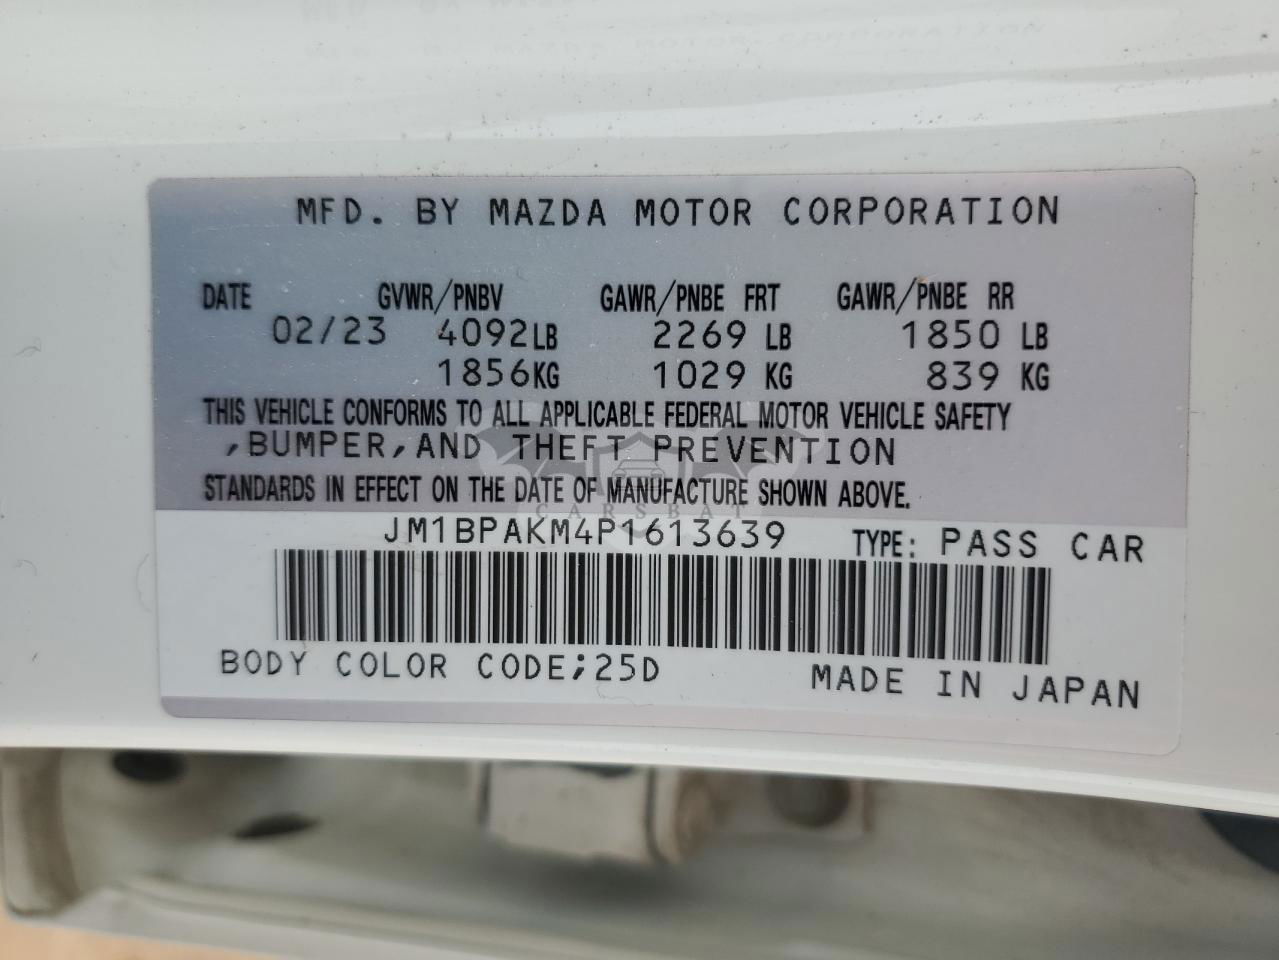 MFD. BY MAZDA MOTOR CORPORATION
DATE GVWR/PNBV GAWR/PNBE FRT GAWR/PNBE RR
02/23 4092LB 2269 LB 1850 LB
1856KG 1029 KG 839 KG
THIS VEHICLE CONFORMS TO ALL APPLICABLE FEDERAL MOTOR VEHICLE SAFETY
,BUMPER,AND THEFT PREVENTION
STANDARDS IN EFFECT ON THE DATE OF MANUFACTURE SHOWN ABOVE.
CARSBAT
JM1BPAKM4P1613639 TYPE: PASS CAR
BODY COLOR CODE;25D MADE IN JAPAN